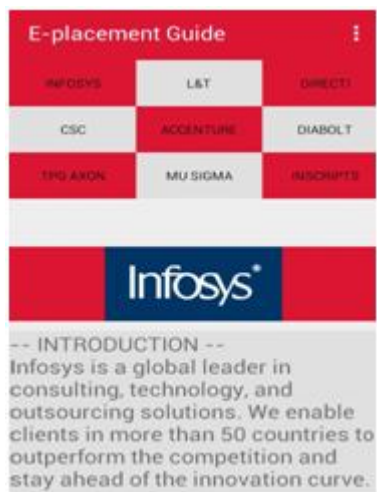 E-placement Guide
INFOSYS L&T DIRECTI
CSC ACCENTURE DIABOLT
TPG AXON MU SIGMA INSCRIPTS
Infosys®
-- INTRODUCTION --
Infosys is a global leader in
consulting, technology, and
outsourcing solutions. We enable
clients in more than 50 countries to
outperform the competition and
stay ahead of the innovation curve.